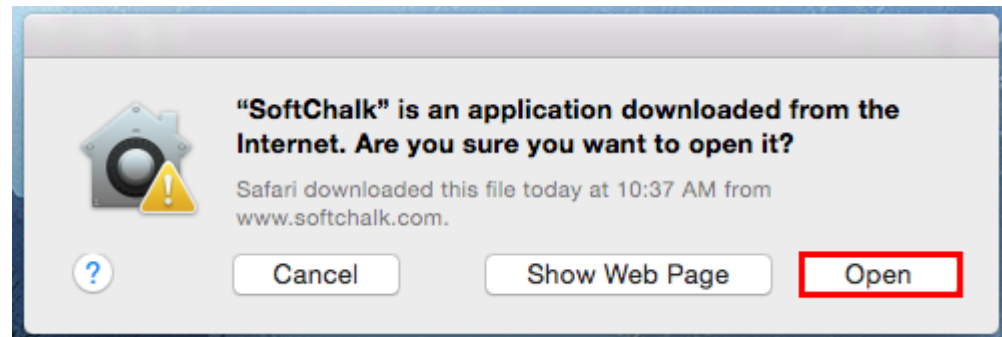 “SoftChalk” is an application downloaded from the
Internet. Are you sure you want to open it?
Safari downloaded this file today at 10:37 AM from
www.softchalk.com.
?
Cancel
Show Web Page
Open